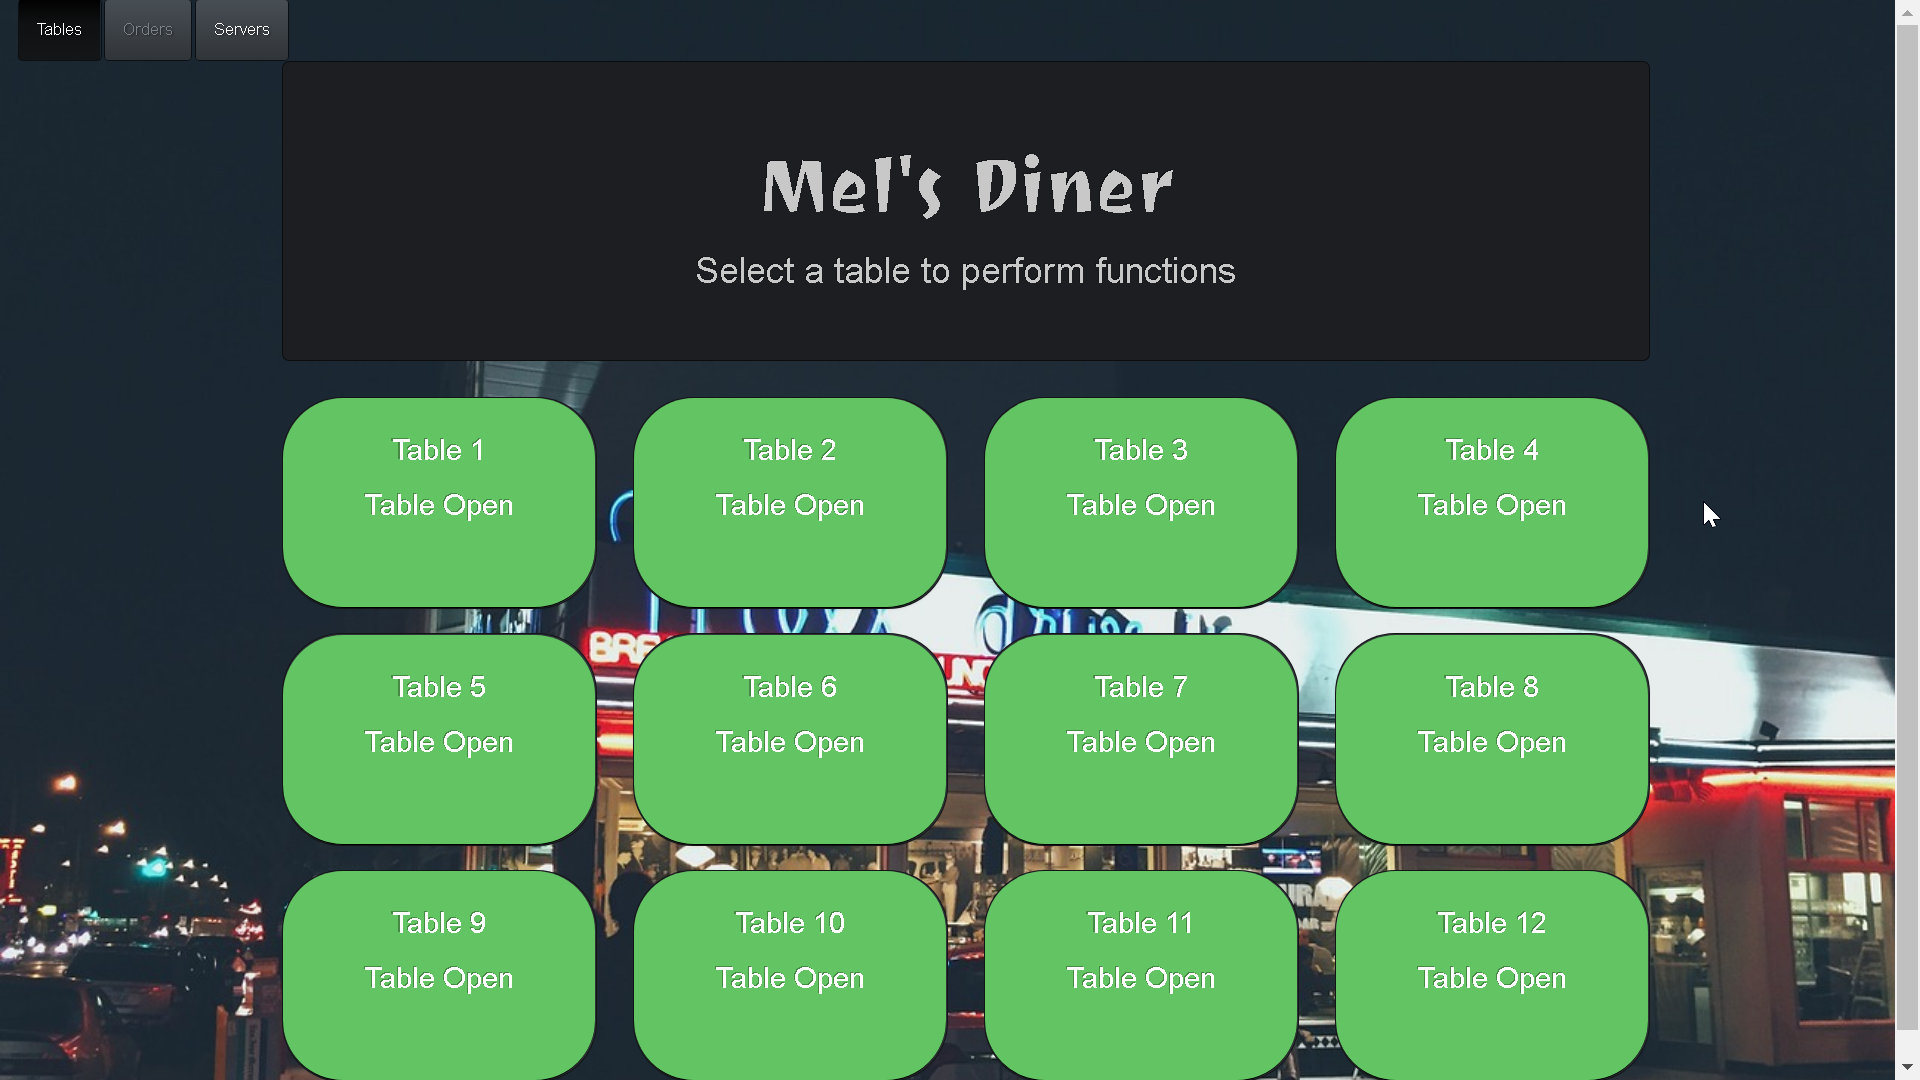 Tables Orders Servers
Mel's Diner
Select a table to perform functions
Table 1 Table 2 Table 3 Table 4
Table Open Table Open Table Open Table Open
Table 5 Table 6 Table 7 Table 8
Table Open Table Open Table Open Table Open
Table 9 Table 10 Table 11 Table 12
Table Open Table Open Table Open Table Open